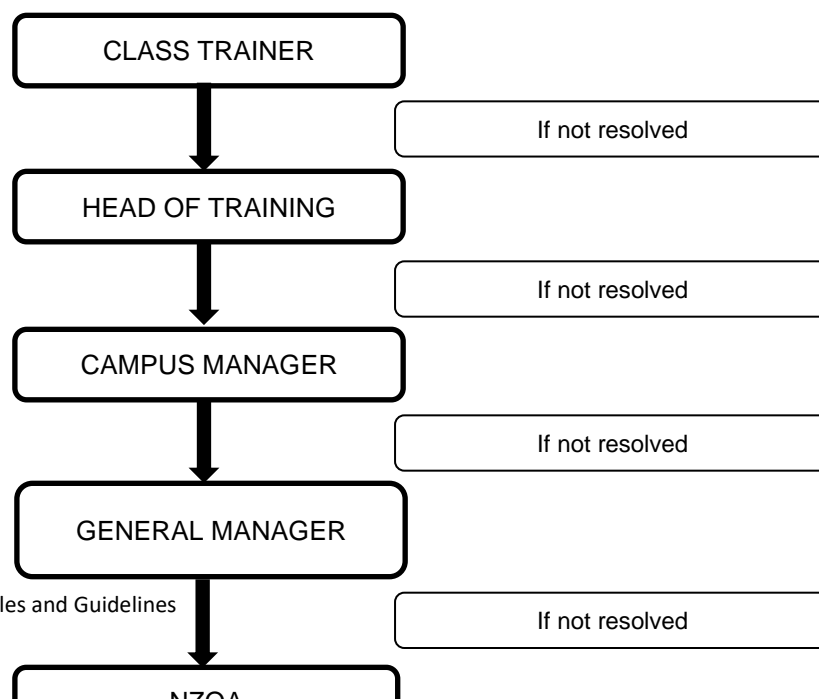 CLASS TRAINER
If not resolved
HEAD OF TRAINING
If not resolved
CAMPUS MANAGER
If not resolved
GENERAL MANAGER
les and Guidelines
If not resolved
NZQA